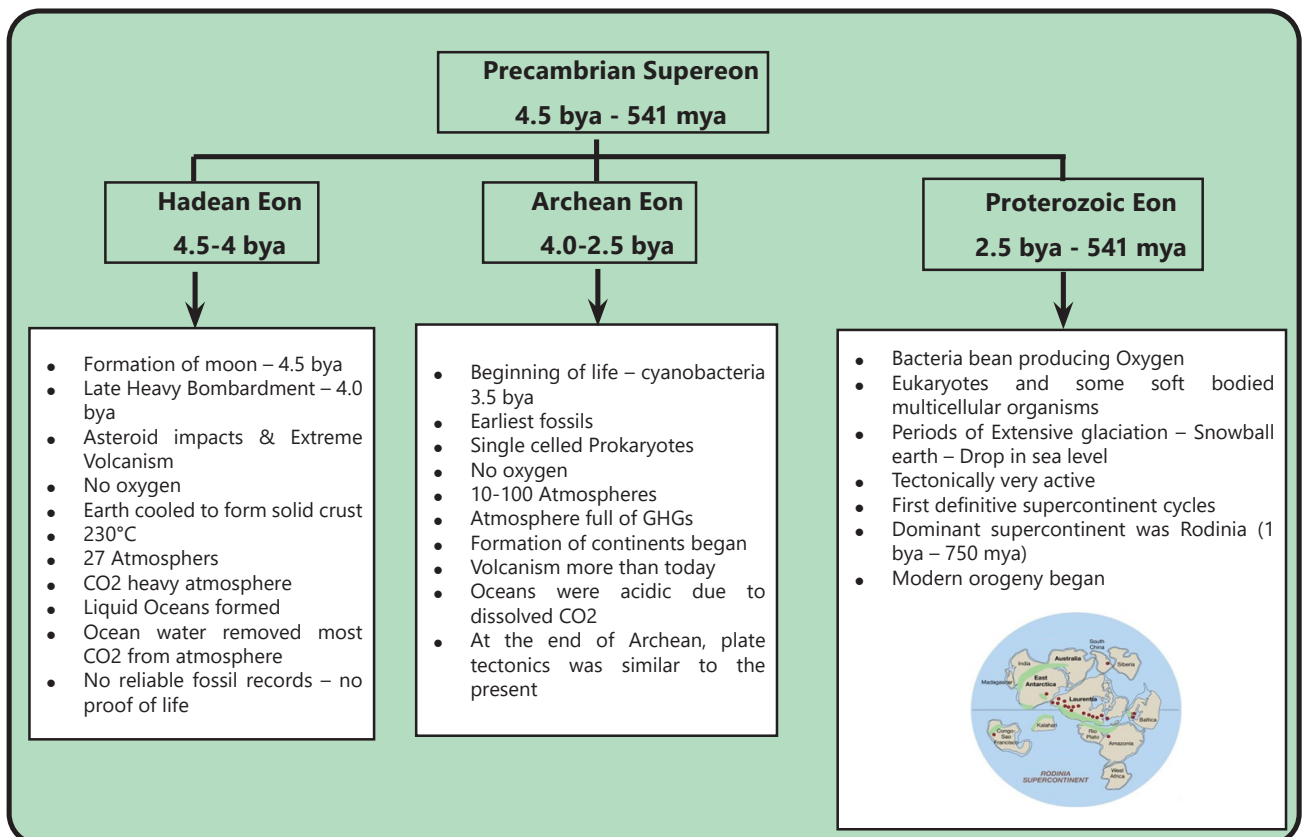 Precambrian Supereon
4.5 bya - 541 mya
Hadean Eon
4.5-4 bya
Archean Eon
4.0-2.5 bya
Proterozoic Eon
2.5 bya - 541 mya
● Formation of moon – 4.5 bya
● Late Heavy Bombardment – 4.0
bya
● Asteroid impacts & Extreme
Volcanism
● No oxygen
● Earth cooled to form solid crust
● 230°C
● 27 Atmosphers
● CO2 heavy atmosphere
● Liquid Oceans formed
● Ocean water removed most
CO2 from atmosphere
● No reliable fossil records – no
proof of life
● Beginning of life – cyanobacteria
3.5 bya
● Earliest fossils
● Single celled Prokaryotes
● No oxygen
● 10-100 Atmospheres
● Atmosphere full of GHGs
● Formation of continents began
● Volcanism more than today
● Oceans were acidic due to
dissolved CO2
● At the end of Archean, plate
tectonics was similar to the
present
● Bacteria bean producing Oxygen
● Eukaryotes and some soft bodied
multicellular organisms
● Periods of Extensive glaciation – Snowball
earth – Drop in sea level
● Tectonically very active
● First definitive supercontinent cycles
● Dominant supercontinent was Rodinia (1
bya – 750 mya)
● Modern orogeny began
South
China
Australia
India
Siberia
Madagascar
East
Antarctica
Laurentia
Baltica
Kalahari
Congo-
Sao
Francisco
Rio
Plato
Amazonia
West
Africa
RODINIA
SUPERCONTINENT